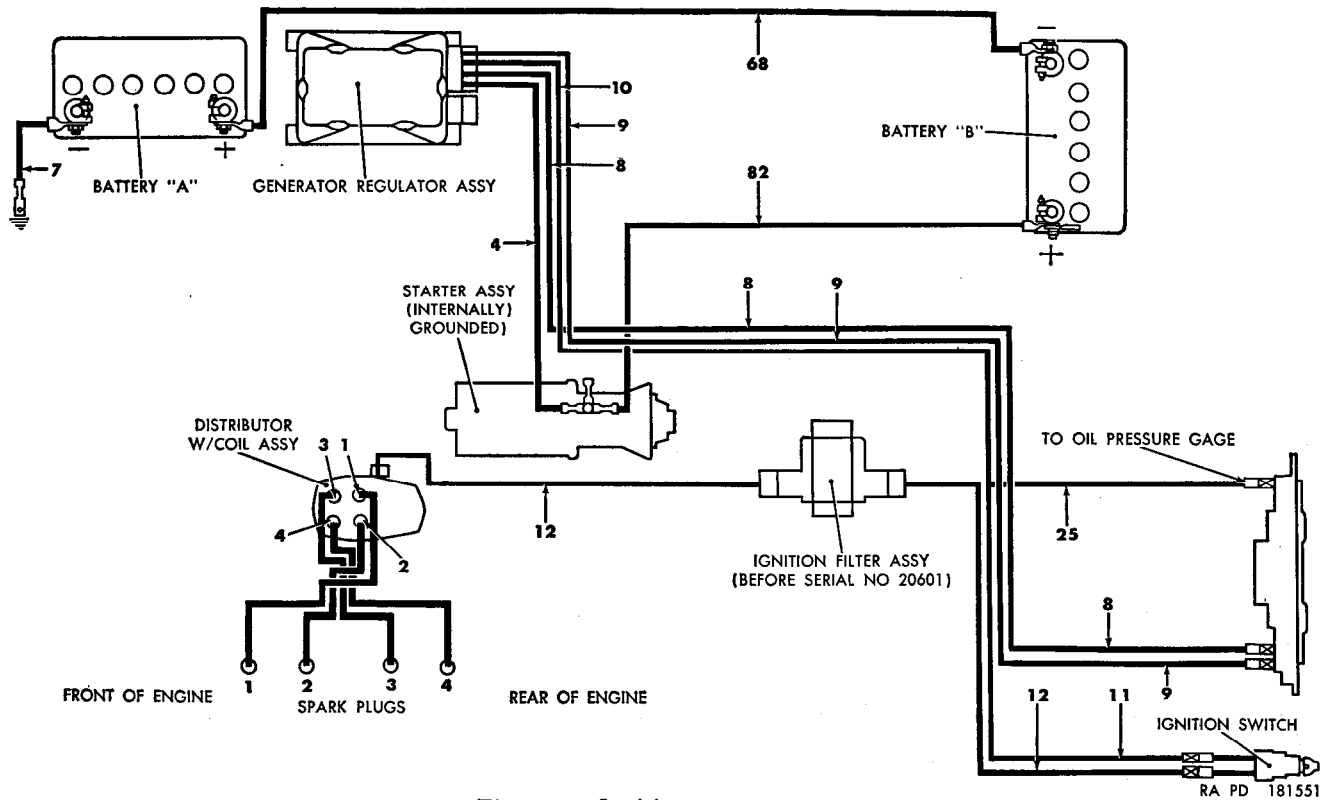 68
10
9
8
BATTERY "B"
7
BATTERY "A"
GENERATOR REGULATOR ASSY
82
4
8
9
STARTER ASSY
(INTERNALLY)
GROUNDED)
DISTRIBUTOR
W/COIL ASSY
3 1
TO OIL PRESSURE GAGE
4
2
12
25
IGNITION FILTER ASSY
(BEFORE SERIAL NO 20601)
8
1 2 3 4
9
FRONT OF ENGINE
SPARK PLUGS
REAR OF ENGINE
12
11
IGNITION SWITCH
RA PD 181551